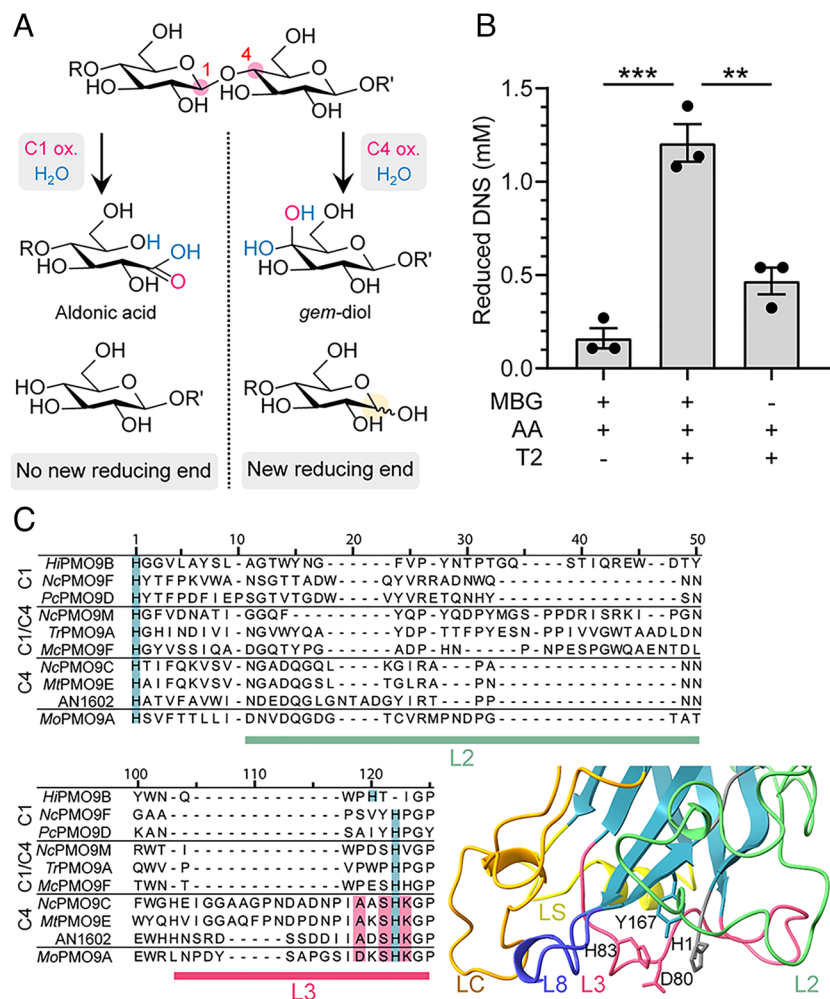 A
1 4
OH
OH
RO
HO
OH
O
HO
OH
OR'
C1 ox.
H₂O
C4 ox.
H₂O
OH
RO
HO
OH
OH
OH
O
Aldonic acid
OH
OH
HO
HO
OH
O
OR'
gem-diol
OH
HO
HO
OH
O
OR'
OH
RO
HO
OH
O
OH
No new reducing end
New reducing end
B
*** **
Reduced DNS (mM)
1.5
1.0
0.5
0.0
MBG + + -
AA + + +
T2 - + +
C
1 10 20 30 40 50
C1
C1/C4
C4
HiPMO9B HGGVLAYSL-AGTWYNG------FVP-YNTPTGQ---STIQREW--DTY
NcPMO9F HYTFPKVWA-NSGTTADW-----QYVRRADNWQ--------------NN
PcPMO9D HYTFPDFIEPSGTVTGDW-----VYVRETQNHY--------------SN
NcPMO9M HGFVDNATI-GGQF---------YQP-YQDPYMGS-PPDRISRKI--PGN
TrPMO9A HGHINDIVI-NGVWYQA------YDP-TTFPYESN-PPIVVGWTAADLDN
McPMO9F HGYVSSIQA-DGQTYPG------ADP-HN----P-NPESPGWQAENTDL
NcPMO9C HTIFQKVSV-NGADQGQL-----KGIRA--PA---------------NN
MtPMO9E HAIFQKVSV-NGADQGSL-----TGLRA--PN---------------NN
AN1602 HATVFAVWI-NDEDQGLGNTADGYIRT--PP----------------NN
MoPMO9A HSVFTTLLI-DNVDQGDG----TCVRMPNDPG--------------TAT
L2
100 110 120
C1
C1/C4
C4
HiPMO9B YWN-Q-------------WPHT-IGP
NcPMO9F GAA---------------PSVYHPGP
PcPMO9D KAN---------------SAIYHPGY
NcPMO9M RWT-I-------------WPDSHVGP
TrPMO9A QWV-P-------------VPWPHPGP
McPMO9F TWN-T-------------WPESHHGP
NcPMO9C FWGHEIGGAAGPNDADNPIAASHKGP
MtPMO9E WYQHVIGGAQFPNDPDNPIAKSHKGP
AN1602 EWHHNSRD-----SSDDIIADSHKGP
MoPMO9A EWRLNPDY-----SAPGSIDKSHKGP
L3
LS
Y167
H83
H1
D80
LC
L8
L3
L2